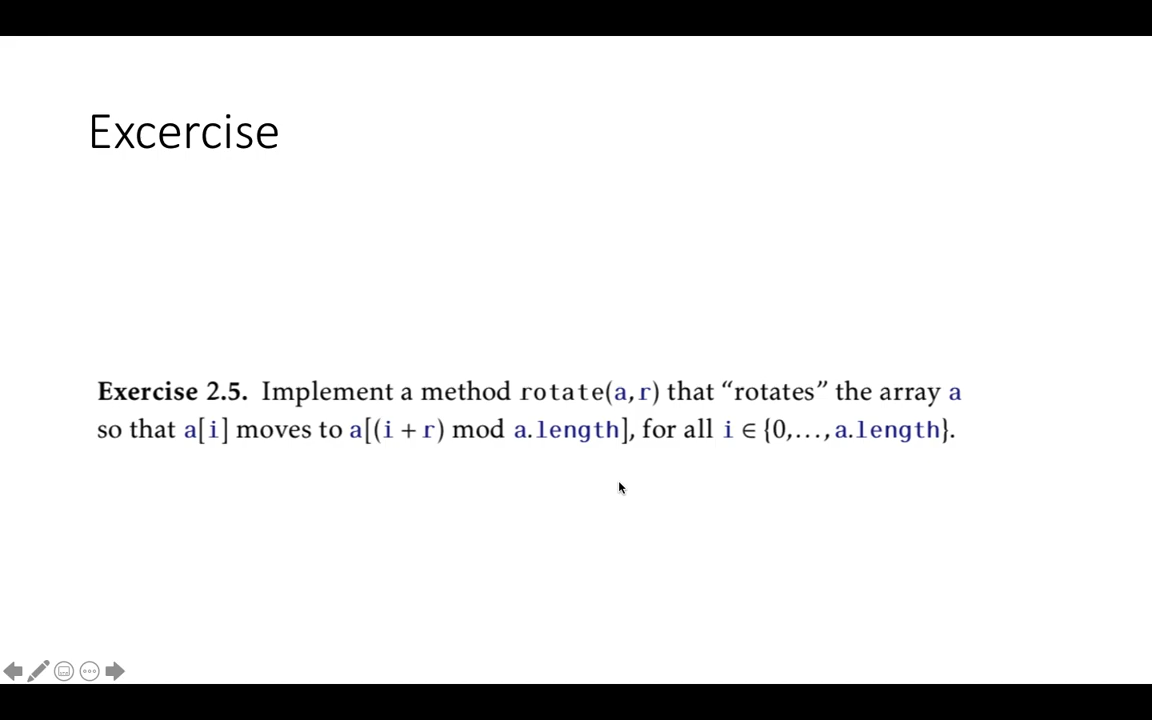 Excercise
Exercise 2.5. Implement a method rotate(a,r) that “rotates” the array a
so that a[i] moves to a[(i + r) mod a.length], for all i ∈ {0,...,a.length}.